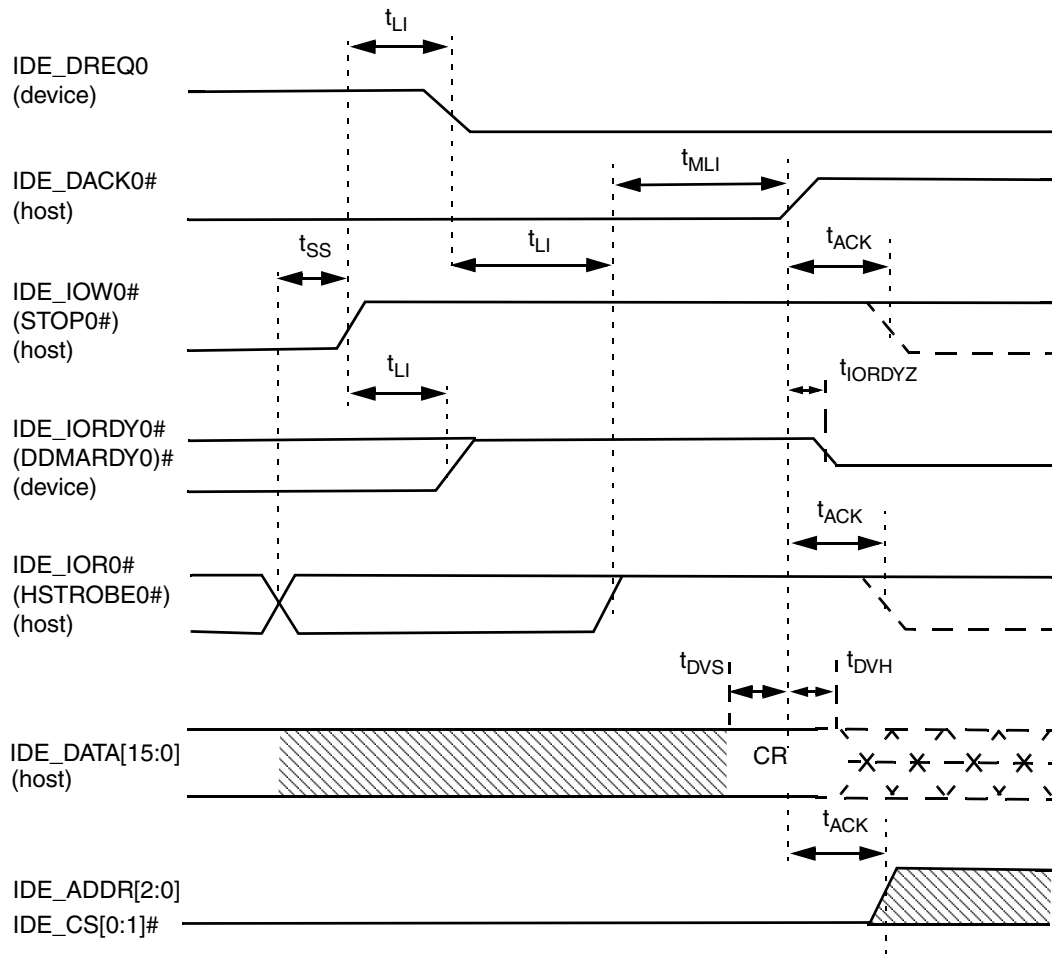 tLI
IDE_DREQ0
(device)
tMLI
IDE_DACK0#
(host)
tSS
tLI
tACK
IDE_IOW0#
(STOP0#)
(host)
tLI
tIORDYZ
IDE_IORDY0#
(DDMARDY0)#
(device)
tACK
IDE_IOR0#
(HSTROBE0#)
(host)
tDVS
tDVH
IDE_DATA[15:0]
(host)
CR
tACK
IDE_ADDR[2:0]
IDE_CS[0:1]#